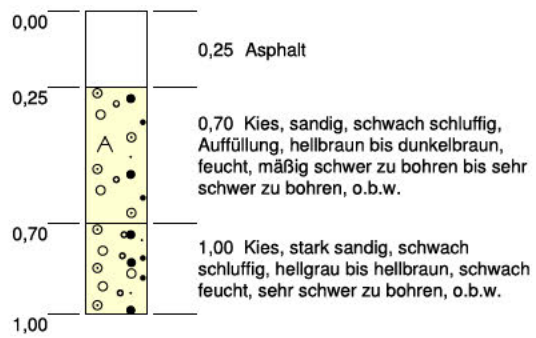 0,00
0,25 Asphalt
0,25
0,70 Kies, sandig, schwach schluffig,
Auffüllung, hellbraun bis dunkelbraun,
feucht, mäßig schwer zu bohren bis sehr
schwer zu bohren, o.b.w.
A
0,70
1,00 Kies, stark sandig, schwach
schluffig, hellgrau bis hellbraun, schwach
feucht, sehr schwer zu bohren, o.b.w.
1,00